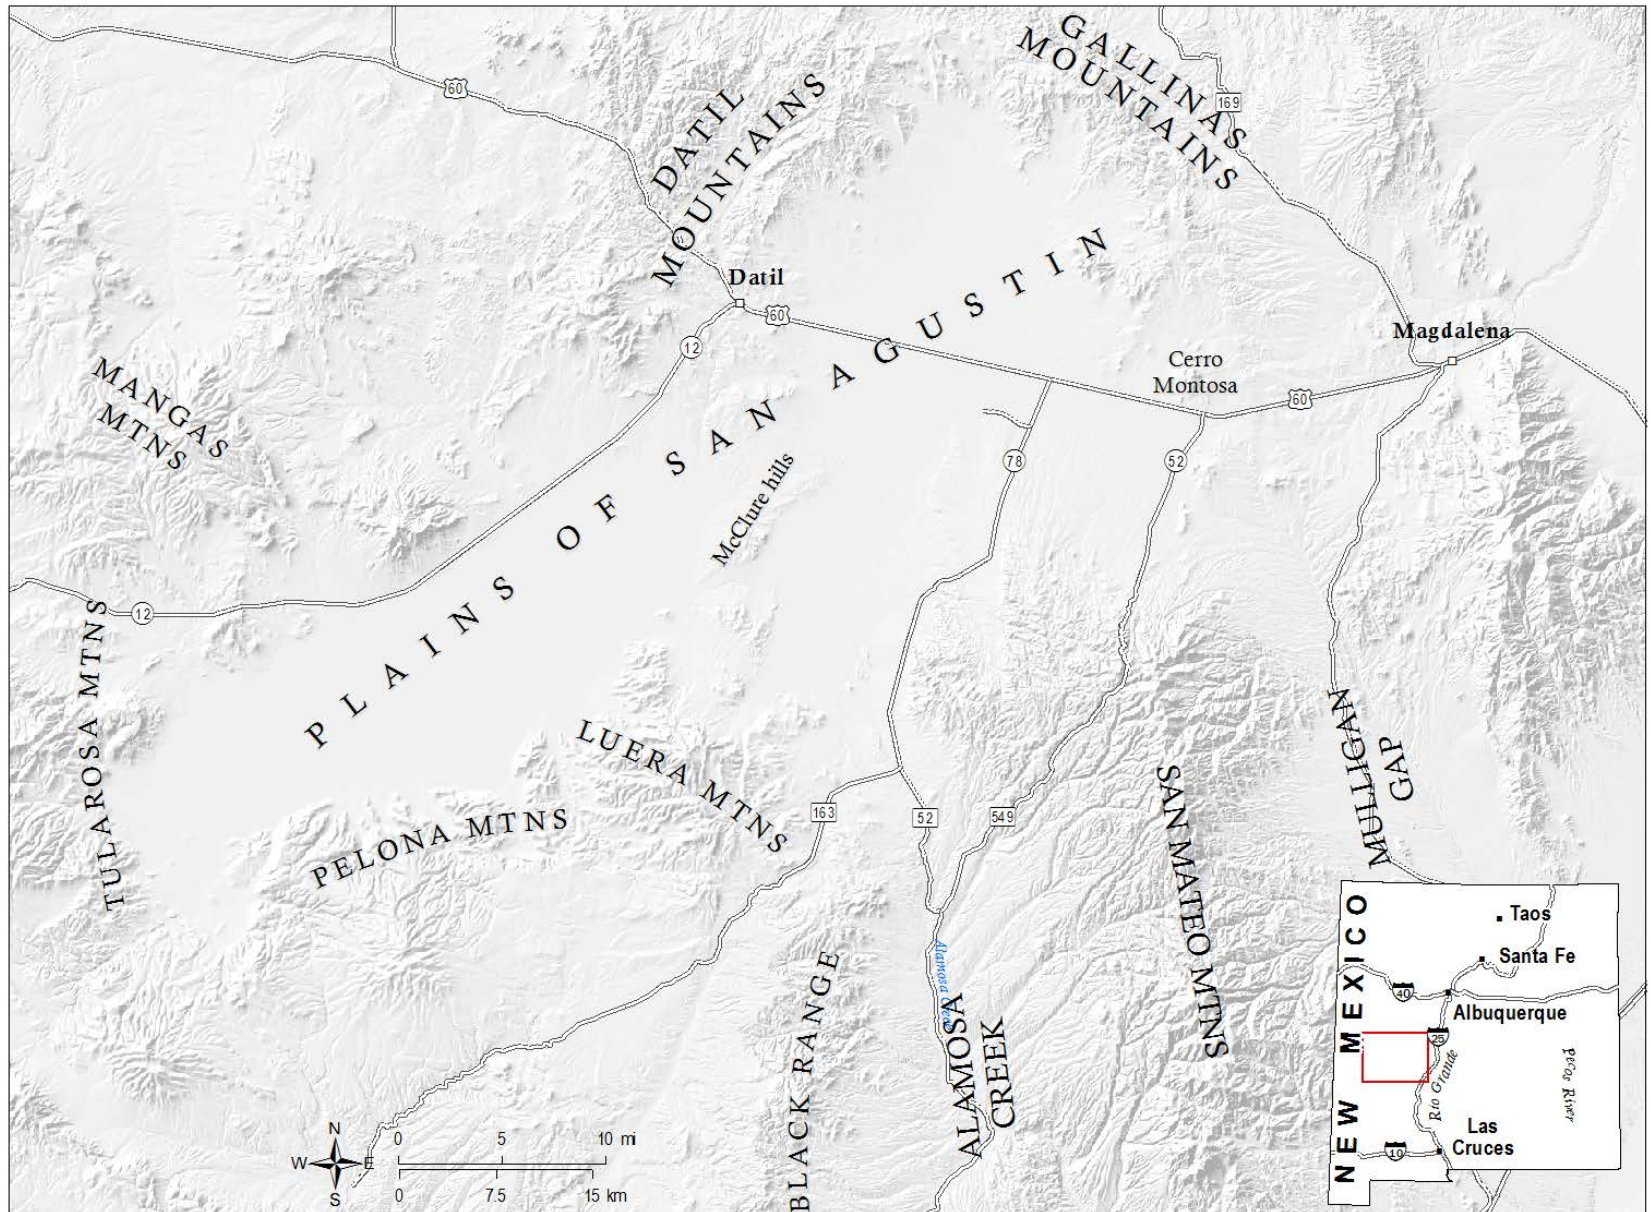 GALLINAS
MOUNTAINS
60
169
DATIL
MOUNTAINS
Datil
60
12
PLAINS OF SAN AGUSTIN
Magdalena
Cerro
Montosa
60
MANGAS
MTNS
78
52
McClure hills
12
TULAROSA MTNS
LUERA MTNS
PELONA MTNS
163
52
549
SAN MATEO MTNS
MULLIGAN
GAP
BLACK RANGE
Alamosa Creek
ALAMOSA
CREEK
N
W E
S
0 5 10 mi
0 7.5 15 km
NEW MEXICO
Taos
Santa Fe
40
Albuquerque
25
Rio Grande
Pecos River
Las
Cruces
10